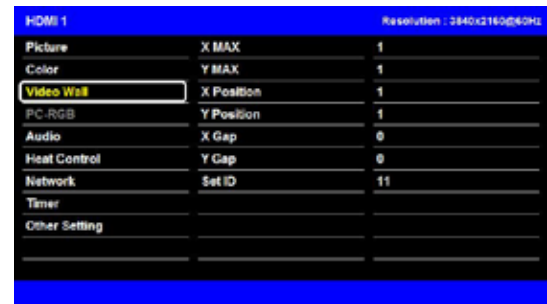 HDMI 1 Resolution : 3840x2160@60Hz
Picture X MAX 1
Color Y MAX 1
Video Wall X Position 1
PC-RGB Y Position 1
Audio X Gap 0
Heat Control Y Gap 0
Network Set ID 11
Timer
Other Setting